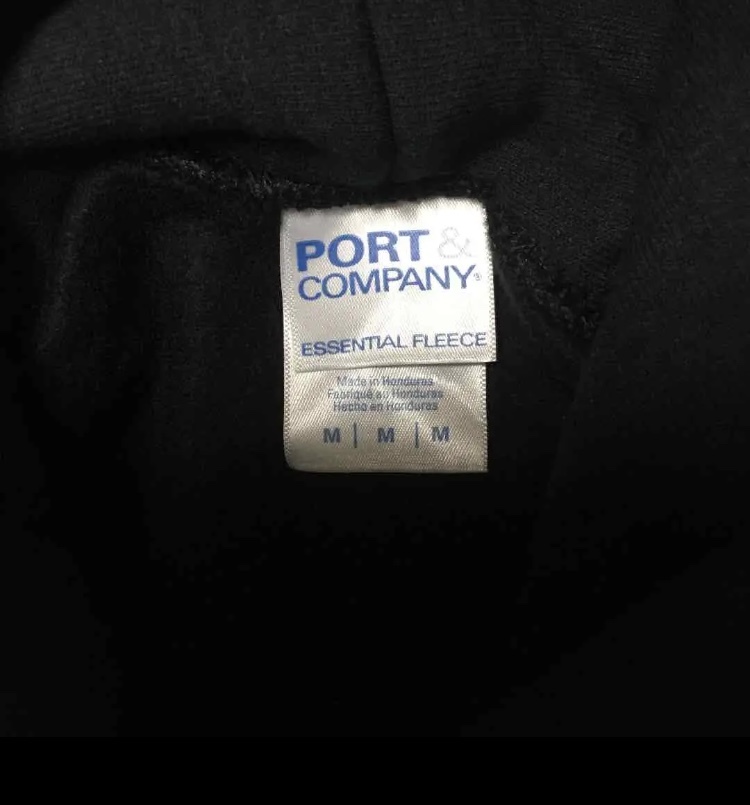 PORT &
COMPANY®
ESSENTIAL FLEECE
Made in Honduras
Fabriqué au Honduras
Hecho en Honduras
M | M | M